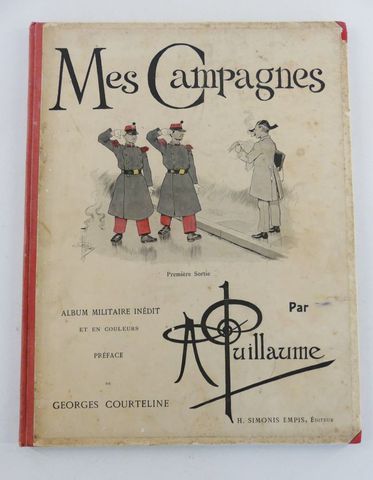 Mes Campagnes
Première Sortie
ALBUM MILITAIRE INÉDIT
ET EN COULEURS
PRÉFACE
DE
GEORGES COURTELINE
Par
A Guillaume
H. SIMONIS EMPIS, Éditeur